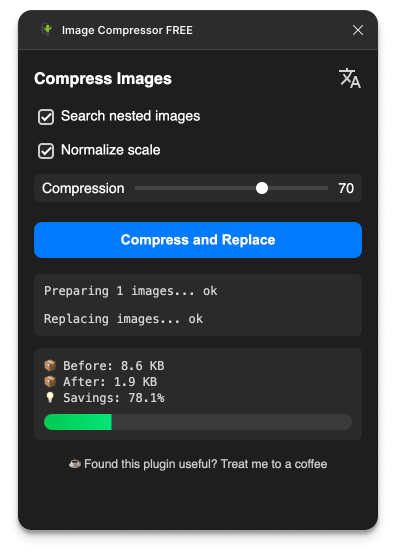 Image Compressor FREE
Compress Images
Search nested images
Normalize scale
Compression 70
Compress and Replace
Preparing 1 images... ok
Replacing images... ok
📦 Before: 8.6 KB
📦 After: 1.9 KB
💡 Savings: 78.1%
☕ Found this plugin useful? Treat me to a coffee